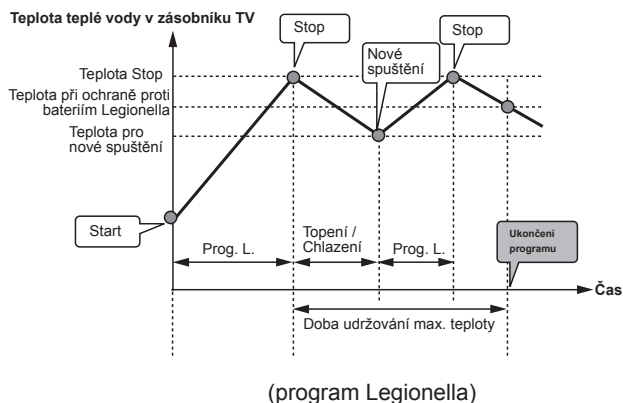 Teplota teplé vody v zásobníku TV
Stop
Stop
Nové
spuštění
Teplota Stop
Teplota při ochraně proti
bateriím Legionella
Teplota pro
nové spuštění
Start
Prog. L.
Topení /
Chlazení
Prog. L.
Ukončení
programu
Čas
Doba udržování max. teploty
(program Legionella)